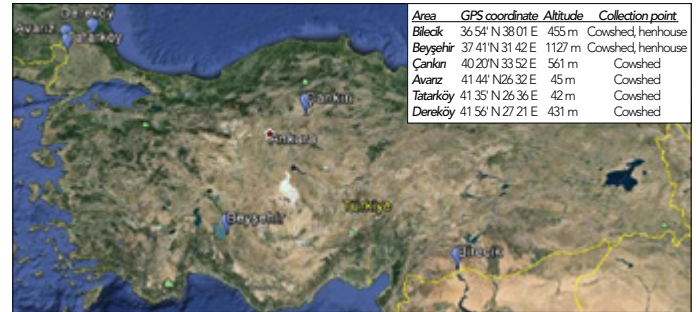 Area GPS coordinate Altitude Collection point
Bilecik 36 54' N 38 01 E 455 m Cowshed, henhouse
Beyşehir 37 41'N 31 42 E 1127 m Cowshed, henhouse
Çankırı 40 20'N 33 52 E 561 m Cowshed
Avarız 41 44' N26 32 E 45 m Cowshed
Tatarköy 41 35' N 26 36 E 42 m Cowshed
Dereköy 41 56' N 27 21 E 431 m Cowshed
Dereköy
Avarız
Tatarköy
Çankırı
Ankara
Türkiye
Beyşehir
Bilecik